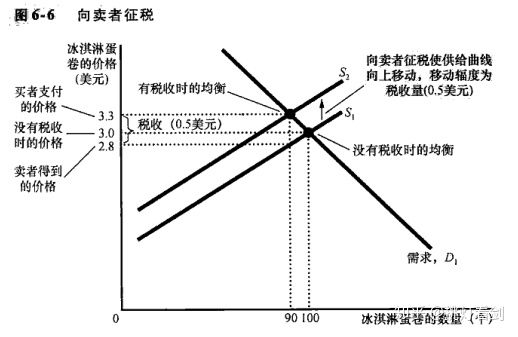 图 6-6 向卖者征税
冰淇淋蛋
卷的价格
(美元)
买者支付
的价格
3.3
没有税收
时的价格
3.0
2.8
卖者得到
的价格
税收 (0.5美元)
有税收时的均衡
S2
S1
向卖者征税使供给曲线
向上移动，移动辐度为
税收量(0.5美元)
没有税收时的均衡
需求，D1
0
90 100
冰淇淋蛋卷的数量（个）